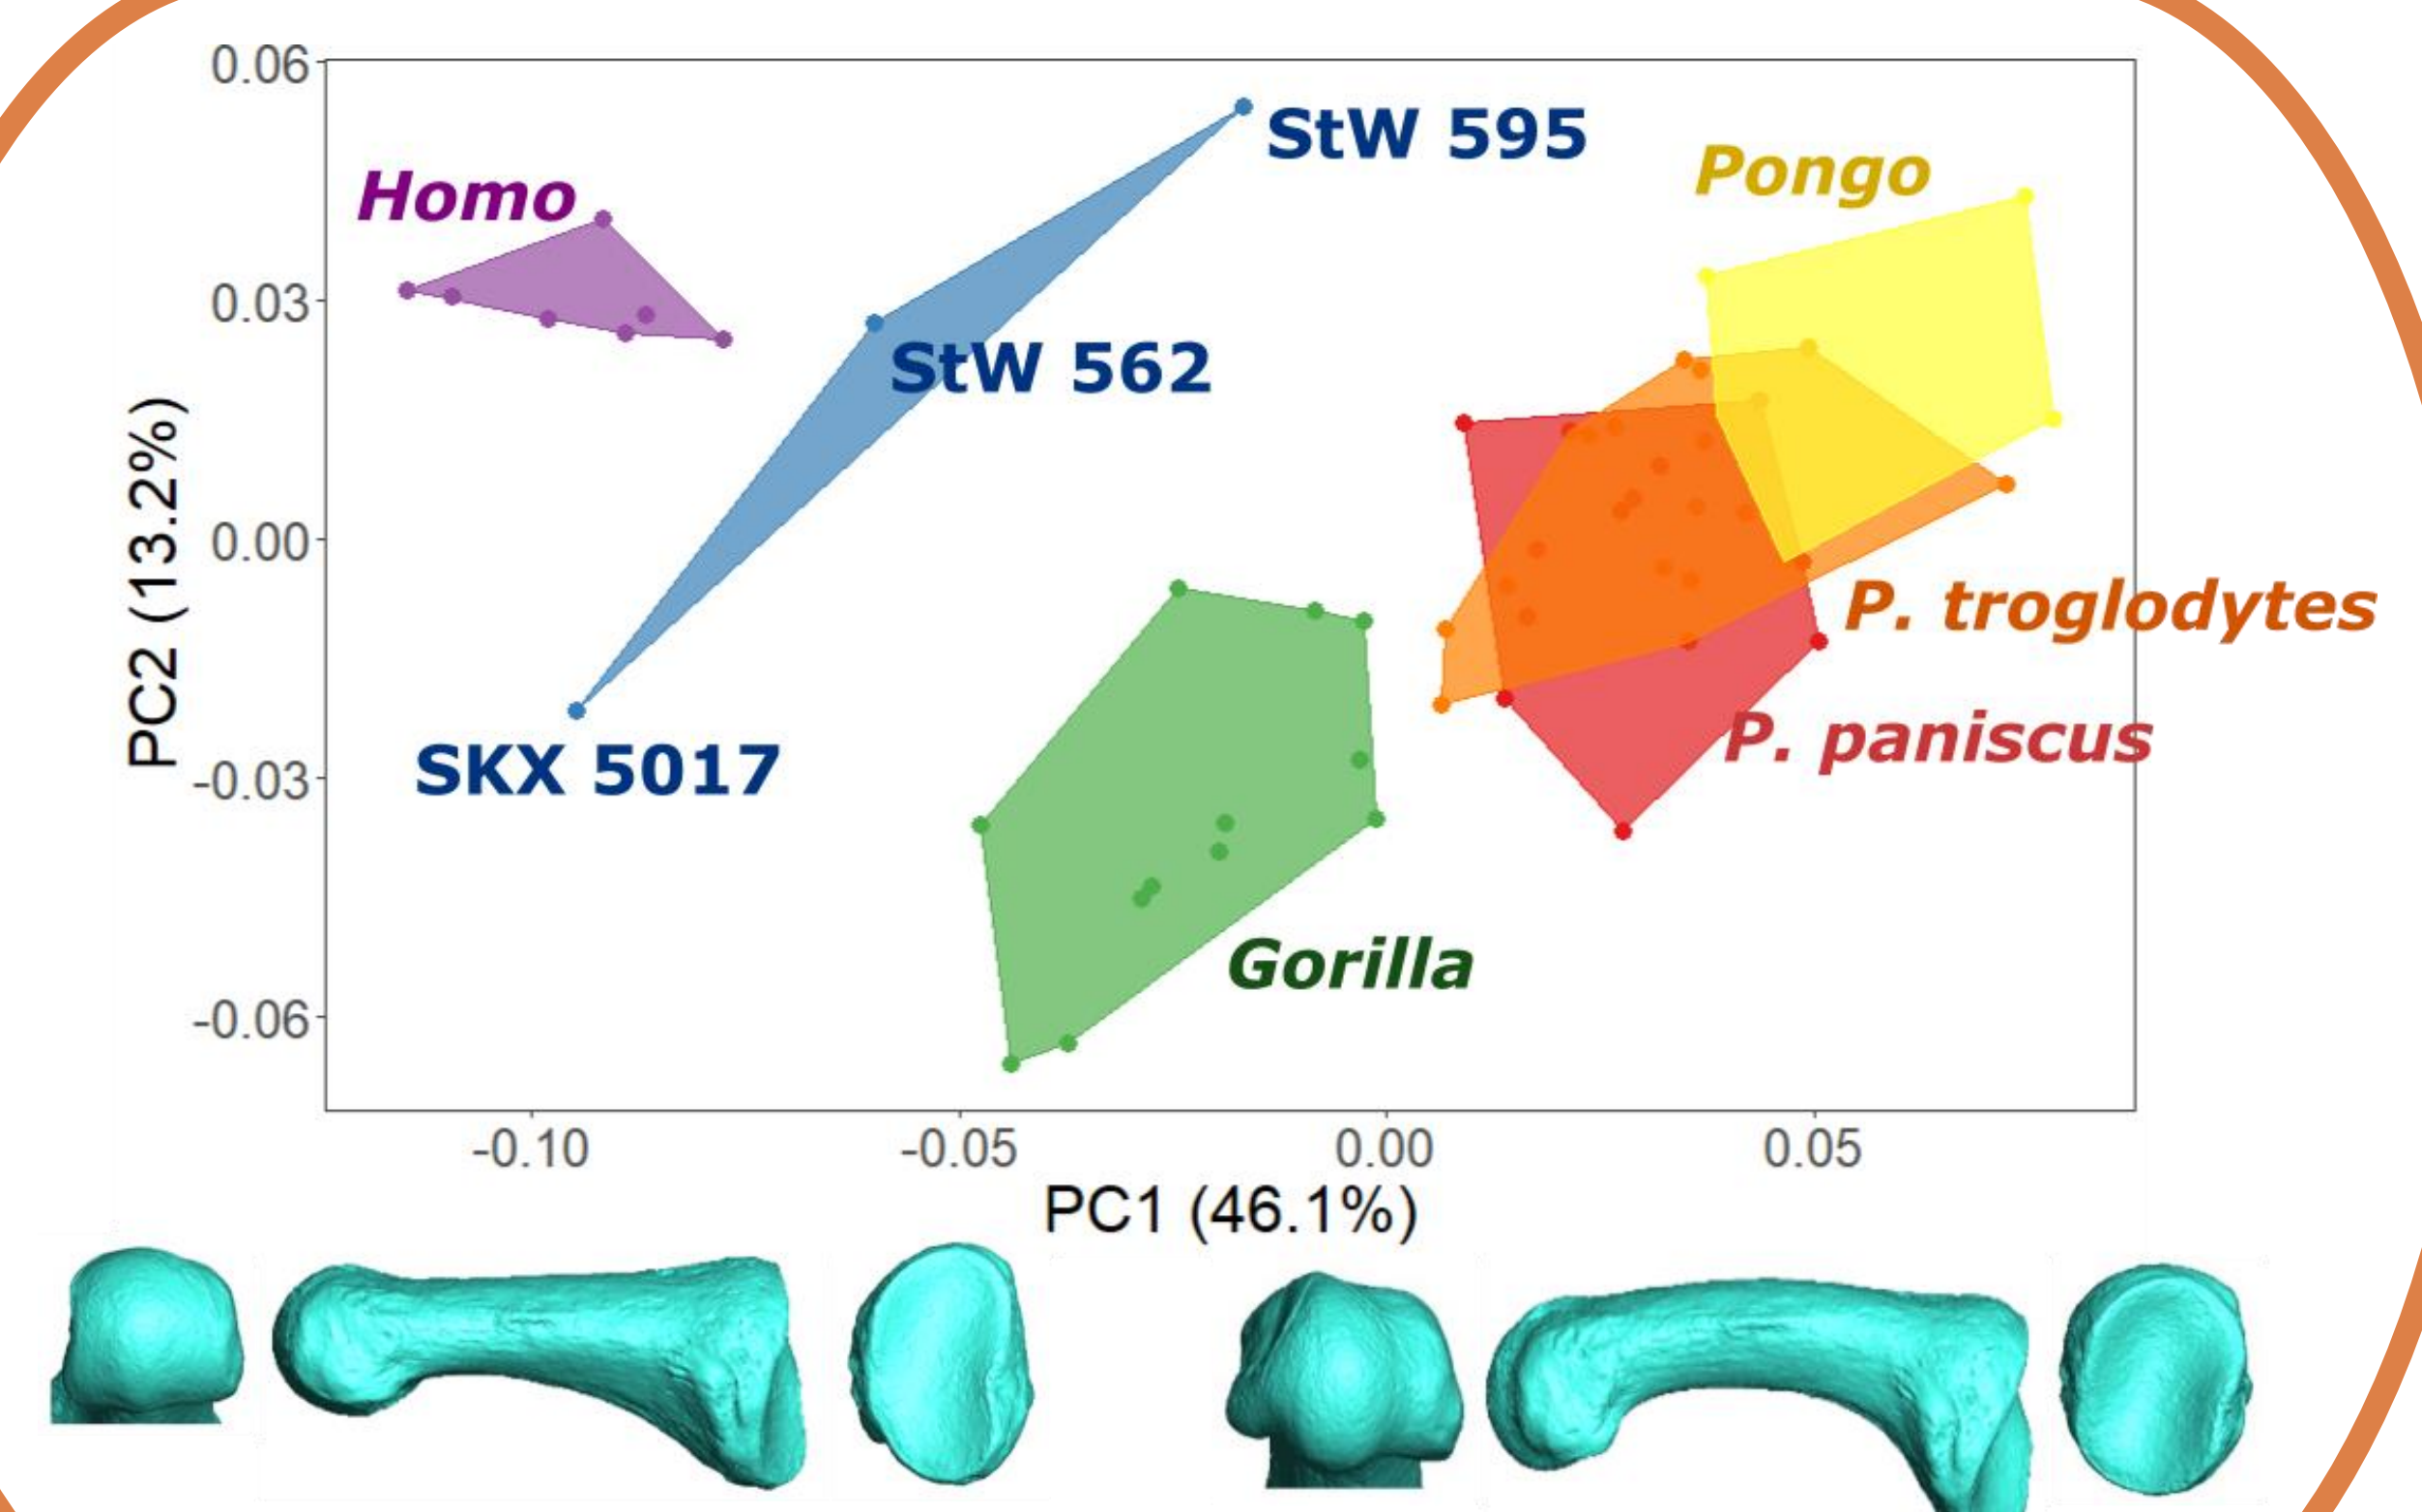 0.06
StW 595
Pongo
Homo
0.03
StW 562
PC2 (13.2%)
0.00
P. troglodytes
P. paniscus
SKX 5017
-0.03
Gorilla
-0.06
-0.10
-0.05
0.00
0.05
PC1 (46.1%)